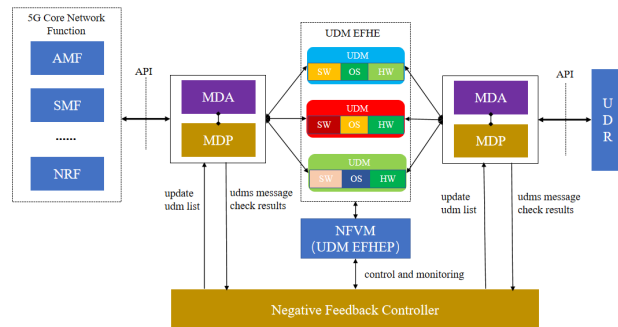 5G Core Network
Function
AMF
SMF
......
NRF
API
MDA
MDP
update
udm list
udms message
check results
UDM EFHE
UDM
SW OS HW
UDM
SW OS HW
UDM
SW OS HW
NFVM
(UDM EFHEP)
control and monitoring
MDA
MDP
API
UDR
update
udm list
udms message
check results
Negative Feedback Controller